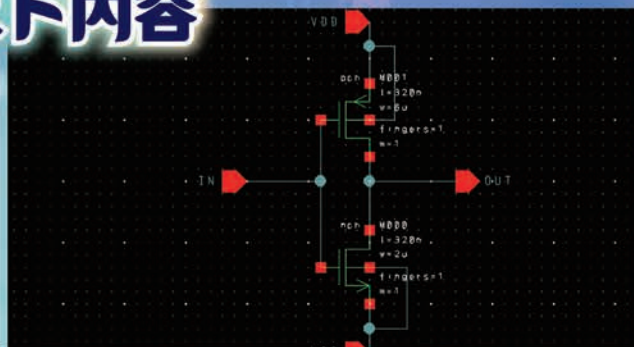 ト内容
VDD
pch M001
l=320n
w=6u
fingers=1
m=1
IN
OUT
nch M000
l=320n
w=2u
fingers=1
m=1